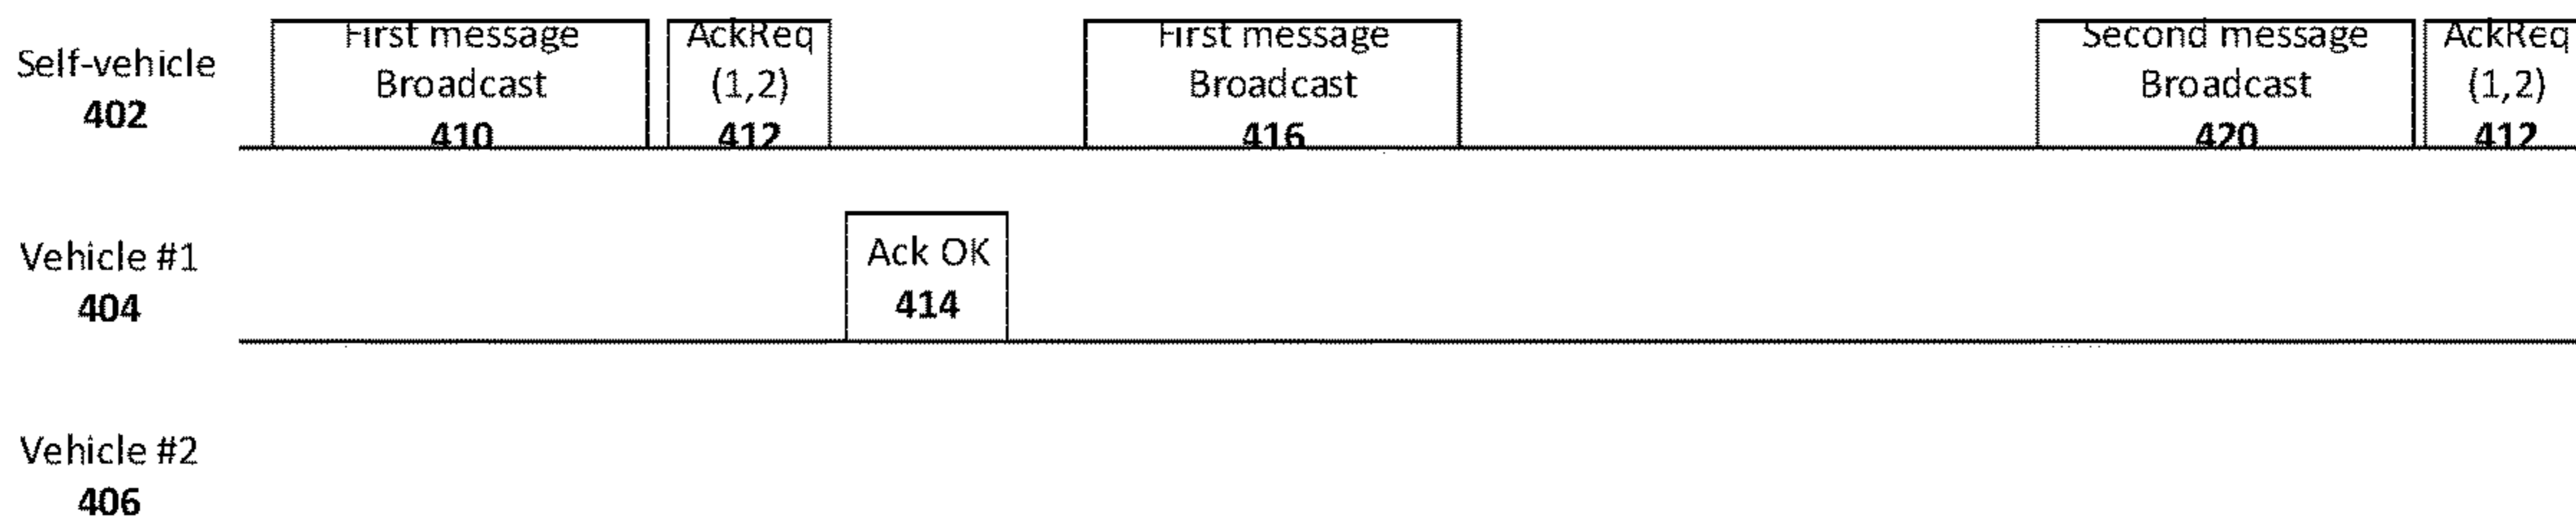 Self-vehicle
402
First message
Broadcast
410
AckReq
(1,2)
412
First message
Broadcast
416
Second message
Broadcast
420
AckReq
(1,2)
412
Vehicle #1
404
Ack OK
414
Vehicle #2
406